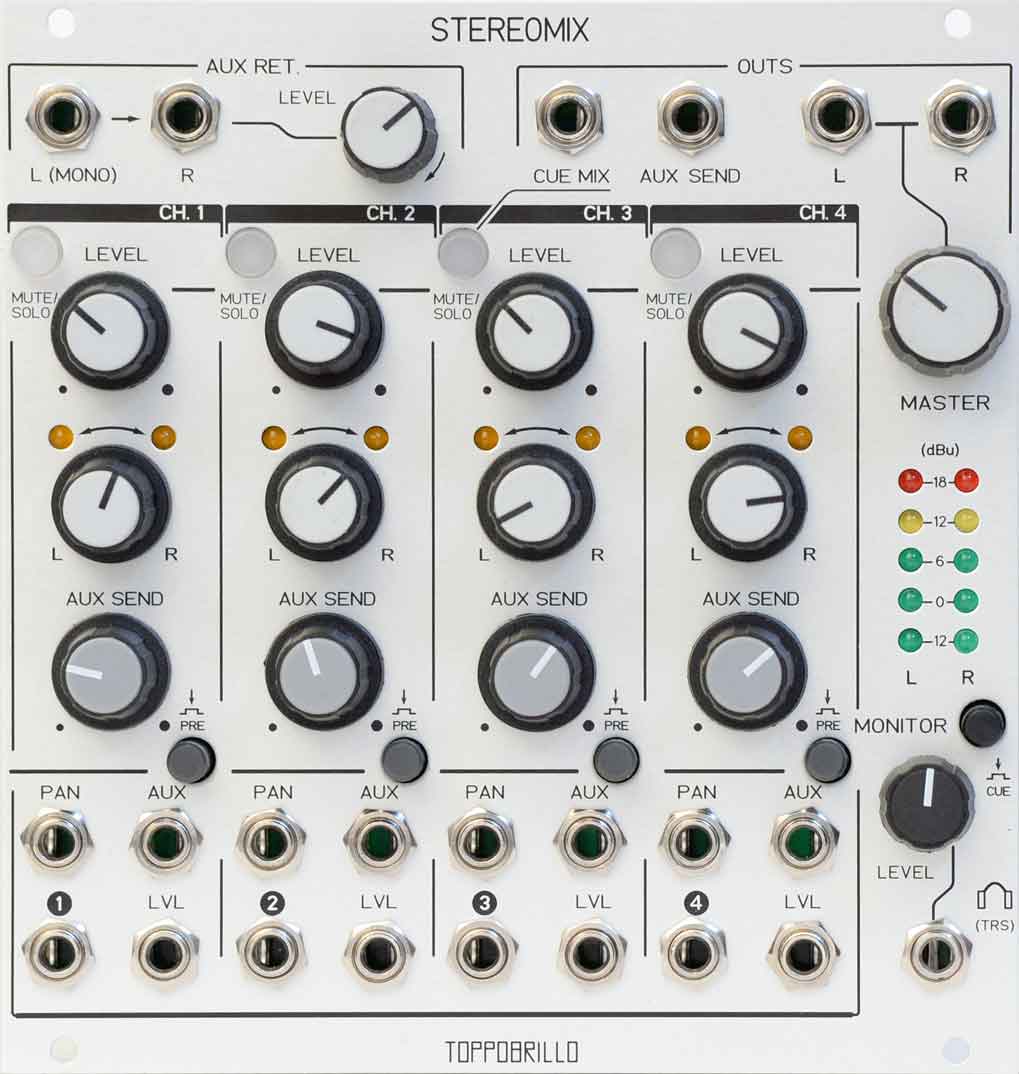 STEREOMIX
AUX RET.
OUTS
LEVEL
L (MONO)
R
CUE MIX
AUX SEND
L
R
CH. 1
CH. 2
CH. 3
CH. 4
LEVEL
LEVEL
LEVEL
LEVEL
MUTE/
SOLO
MUTE/
SOLO
MUTE/
SOLO
MUTE/
SOLO
MASTER
(dBu)
18
12
6
0
12
L R
L R
L R
L R
L R
AUX SEND
AUX SEND
AUX SEND
AUX SEND
PRE
PRE
PRE
PRE
MONITOR
CUE
LEVEL
(TRS)
PAN AUX
PAN AUX
PAN AUX
PAN AUX
1 LVL
2 LVL
3 LVL
4 LVL
TOPPOBRILLO